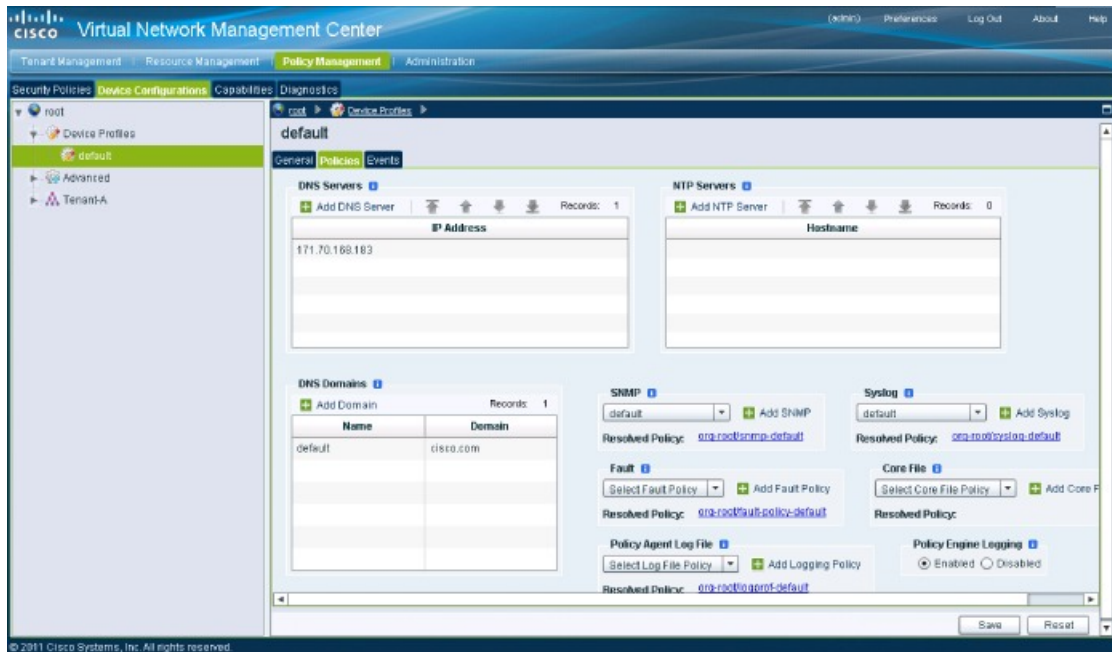 CISCO Virtual Network Management Center
(admin) Preferences Log Out About Help
Tenant Management | Resource Management | Policy Management | Administration
Security Policies Device Configurations Capabilities Diagnostics
root
Device Profiles
default
Advanced
Tenant-A
root Device Profiles
default
General Policies Events
DNS Servers
Add DNS Server Records: 1
IP Address
171.70.168.183
NTP Servers
Add NTP Server Records: 0
Hostname
DNS Domains
Add Domain Records: 1
Name Domain
default cisco.com
SNMP
default Add SNMP
Resolved Policy: org-root/snmp-default
Syslog
default Add Syslog
Resolved Policy: org-root/syslog-default
Fault
Select Fault Policy Add Fault Policy
Resolved Policy: org-root/fault-policy-default
Core File
Select Core File Policy Add Core F
Resolved Policy:
Policy Agent Log File
Select Log File Policy Add Logging Policy
Resolved Policy: org-root/logprof-default
Policy Engine Logging
Enabled Disabled
Save Reset
© 2011 Cisco Systems, Inc. All rights reserved.